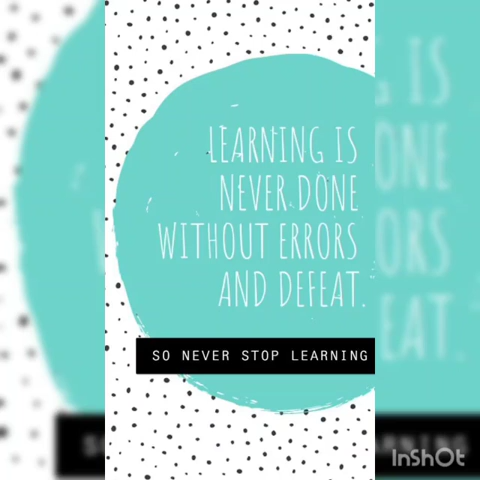 LEARNING IS
NEVER DONE
WITHOUT ERRORS
AND DEFEAT.
SO NEVER STOP LEARNING
InShOt